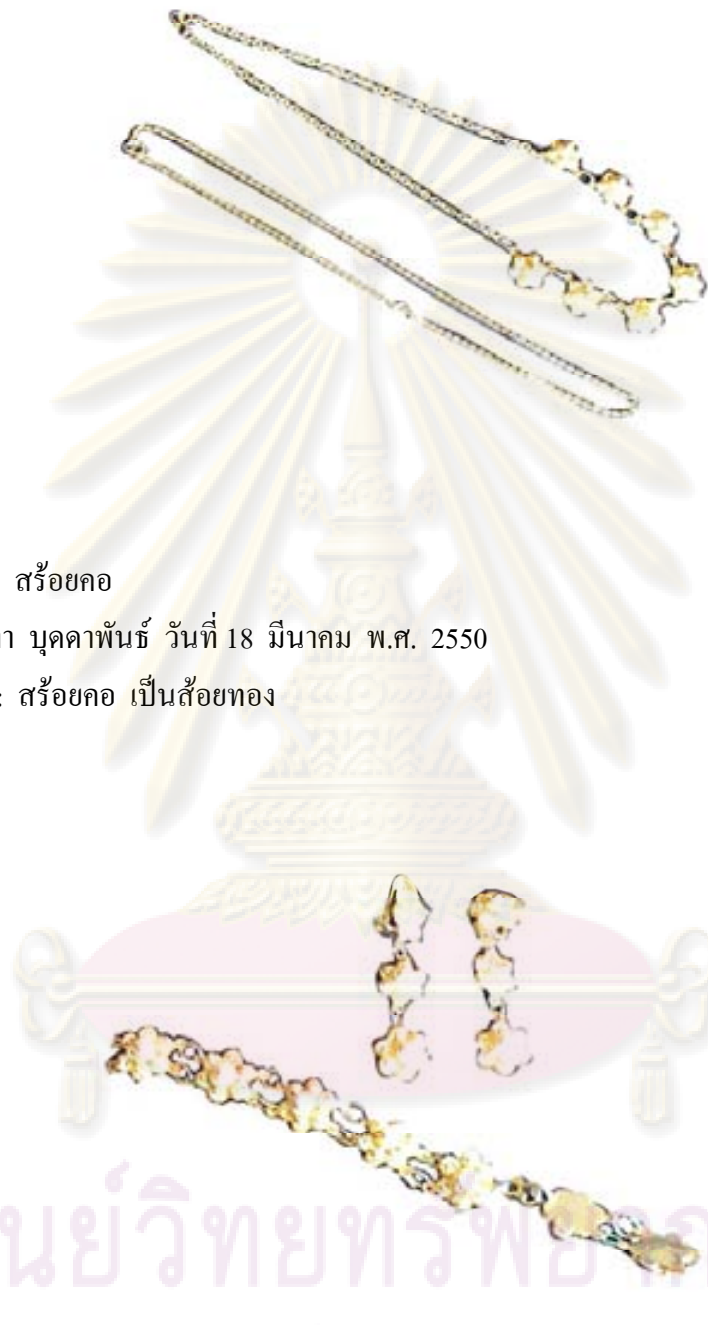 สร้อยคอ
บุดดาพันธ์ วันที่ 18 มีนาคม พ.ศ. 2550
: สร้อยคอ เป็นส้อยทอง
นย์วิทยทรัพยาก